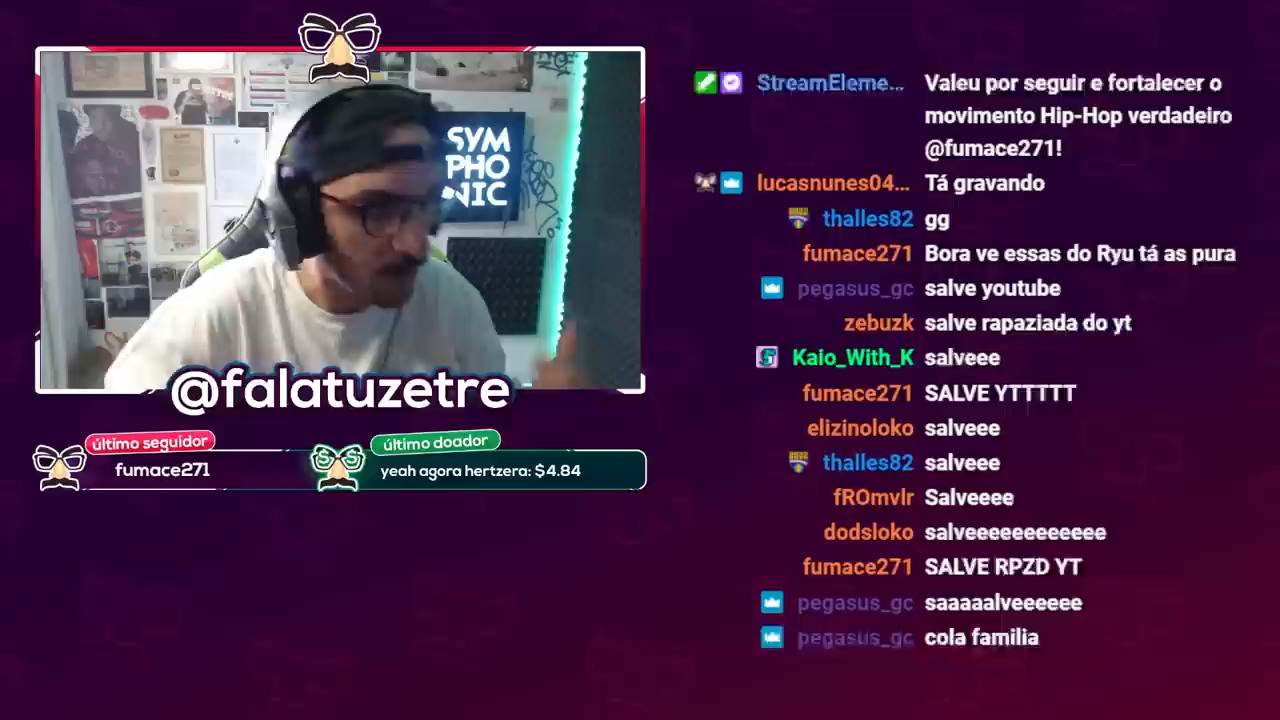 SYM
PHO
NIC
@falatuzetre
último seguidor
fumace271
último doador
yeah agora hertzera: $4.84
StreamEleme... Valeu por seguir e fortalecer o
movimento Hip-Hop verdadeiro
@fumace271!
lucasnunes04... Tá gravando
thalles82 gg
fumace271 Bora ve essas do Ryu tá as pura
pegasus_gc salve youtube
zebuzk salve rapaziada do yt
Kaio_With_K salveee
fumace271 SALVE YTTTTT
elizinoloko salveee
thalles82 salveee
fROmvlr Salveeee
dodsloko salveeeeeeeeeeee
fumace271 SALVE RPZD YT
pegasus_gc saaaaalveeeeee
pegasus_gc cola familia